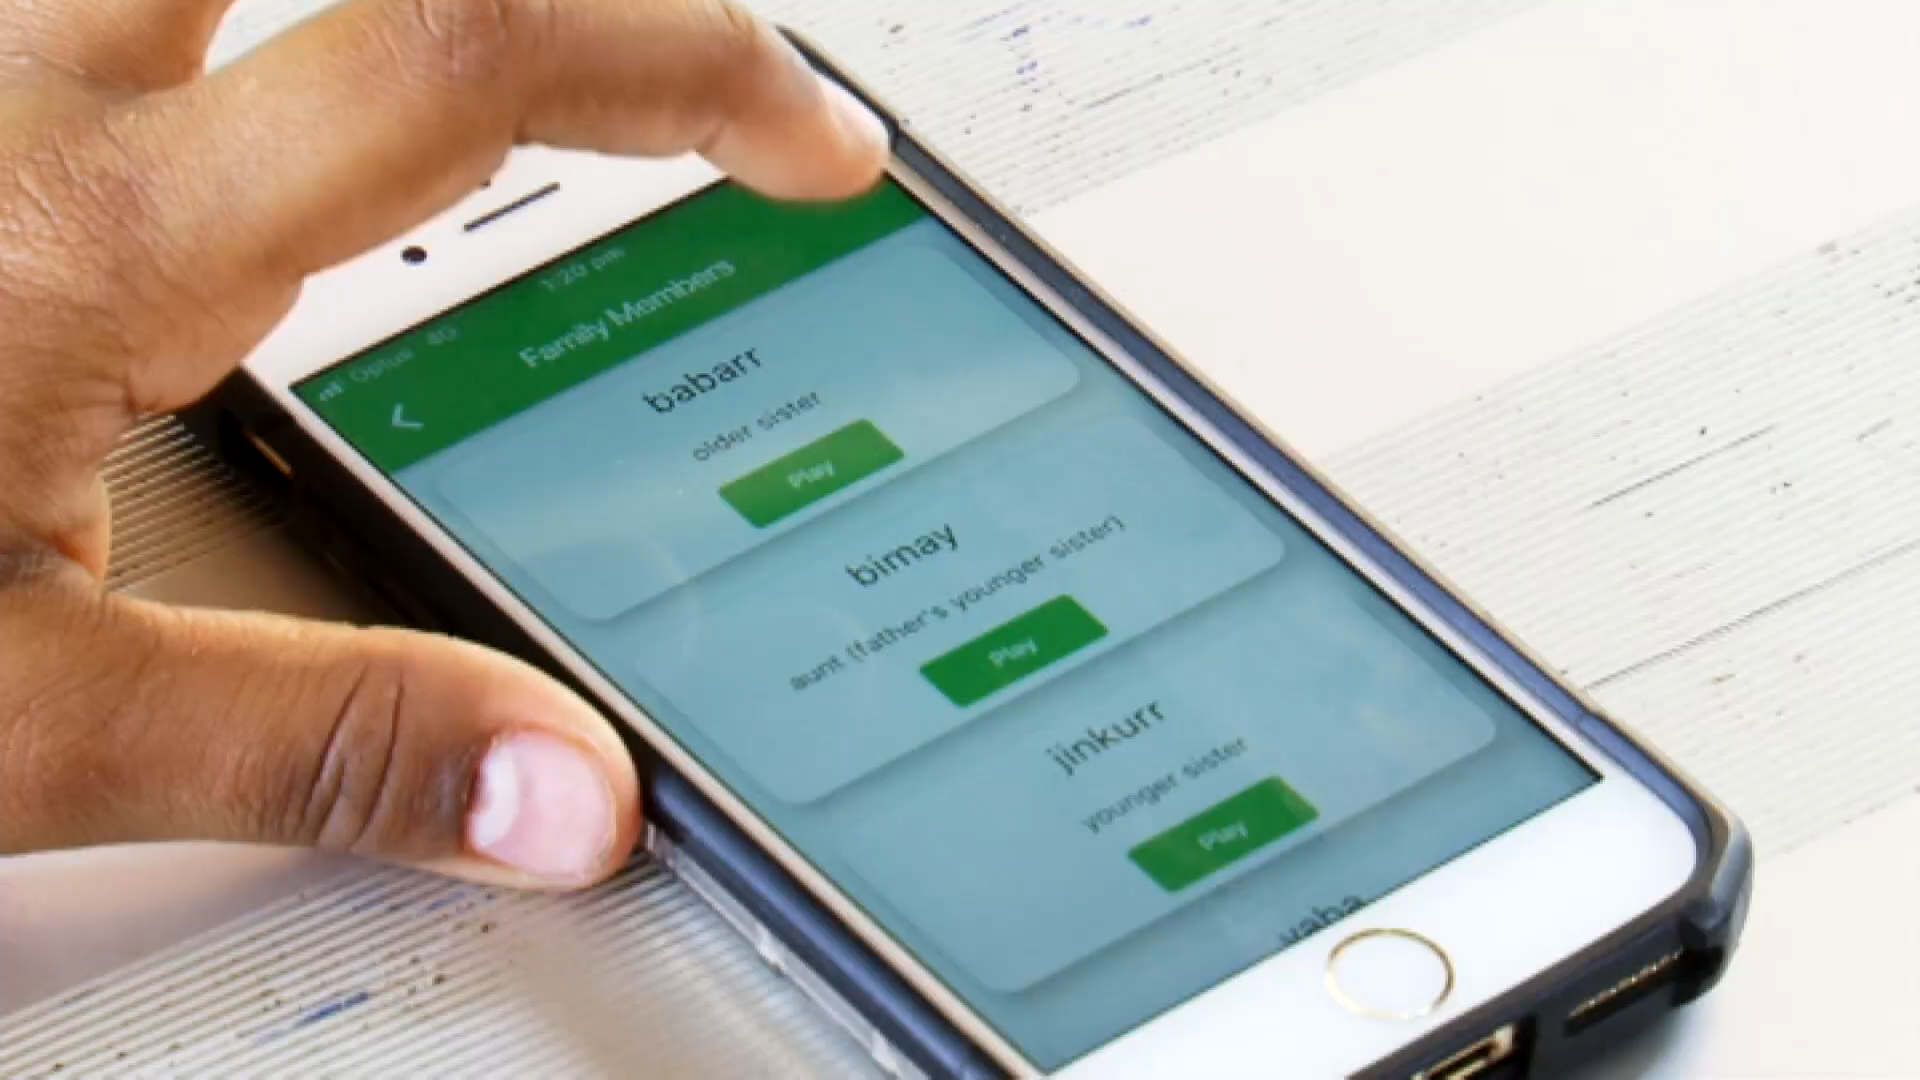 Optus 4G
1:20 pm
Family Members
babarr
older sister
Play
bimay
aunt (father's younger sister)
Play
jinkurr
younger sister
Play
yaba